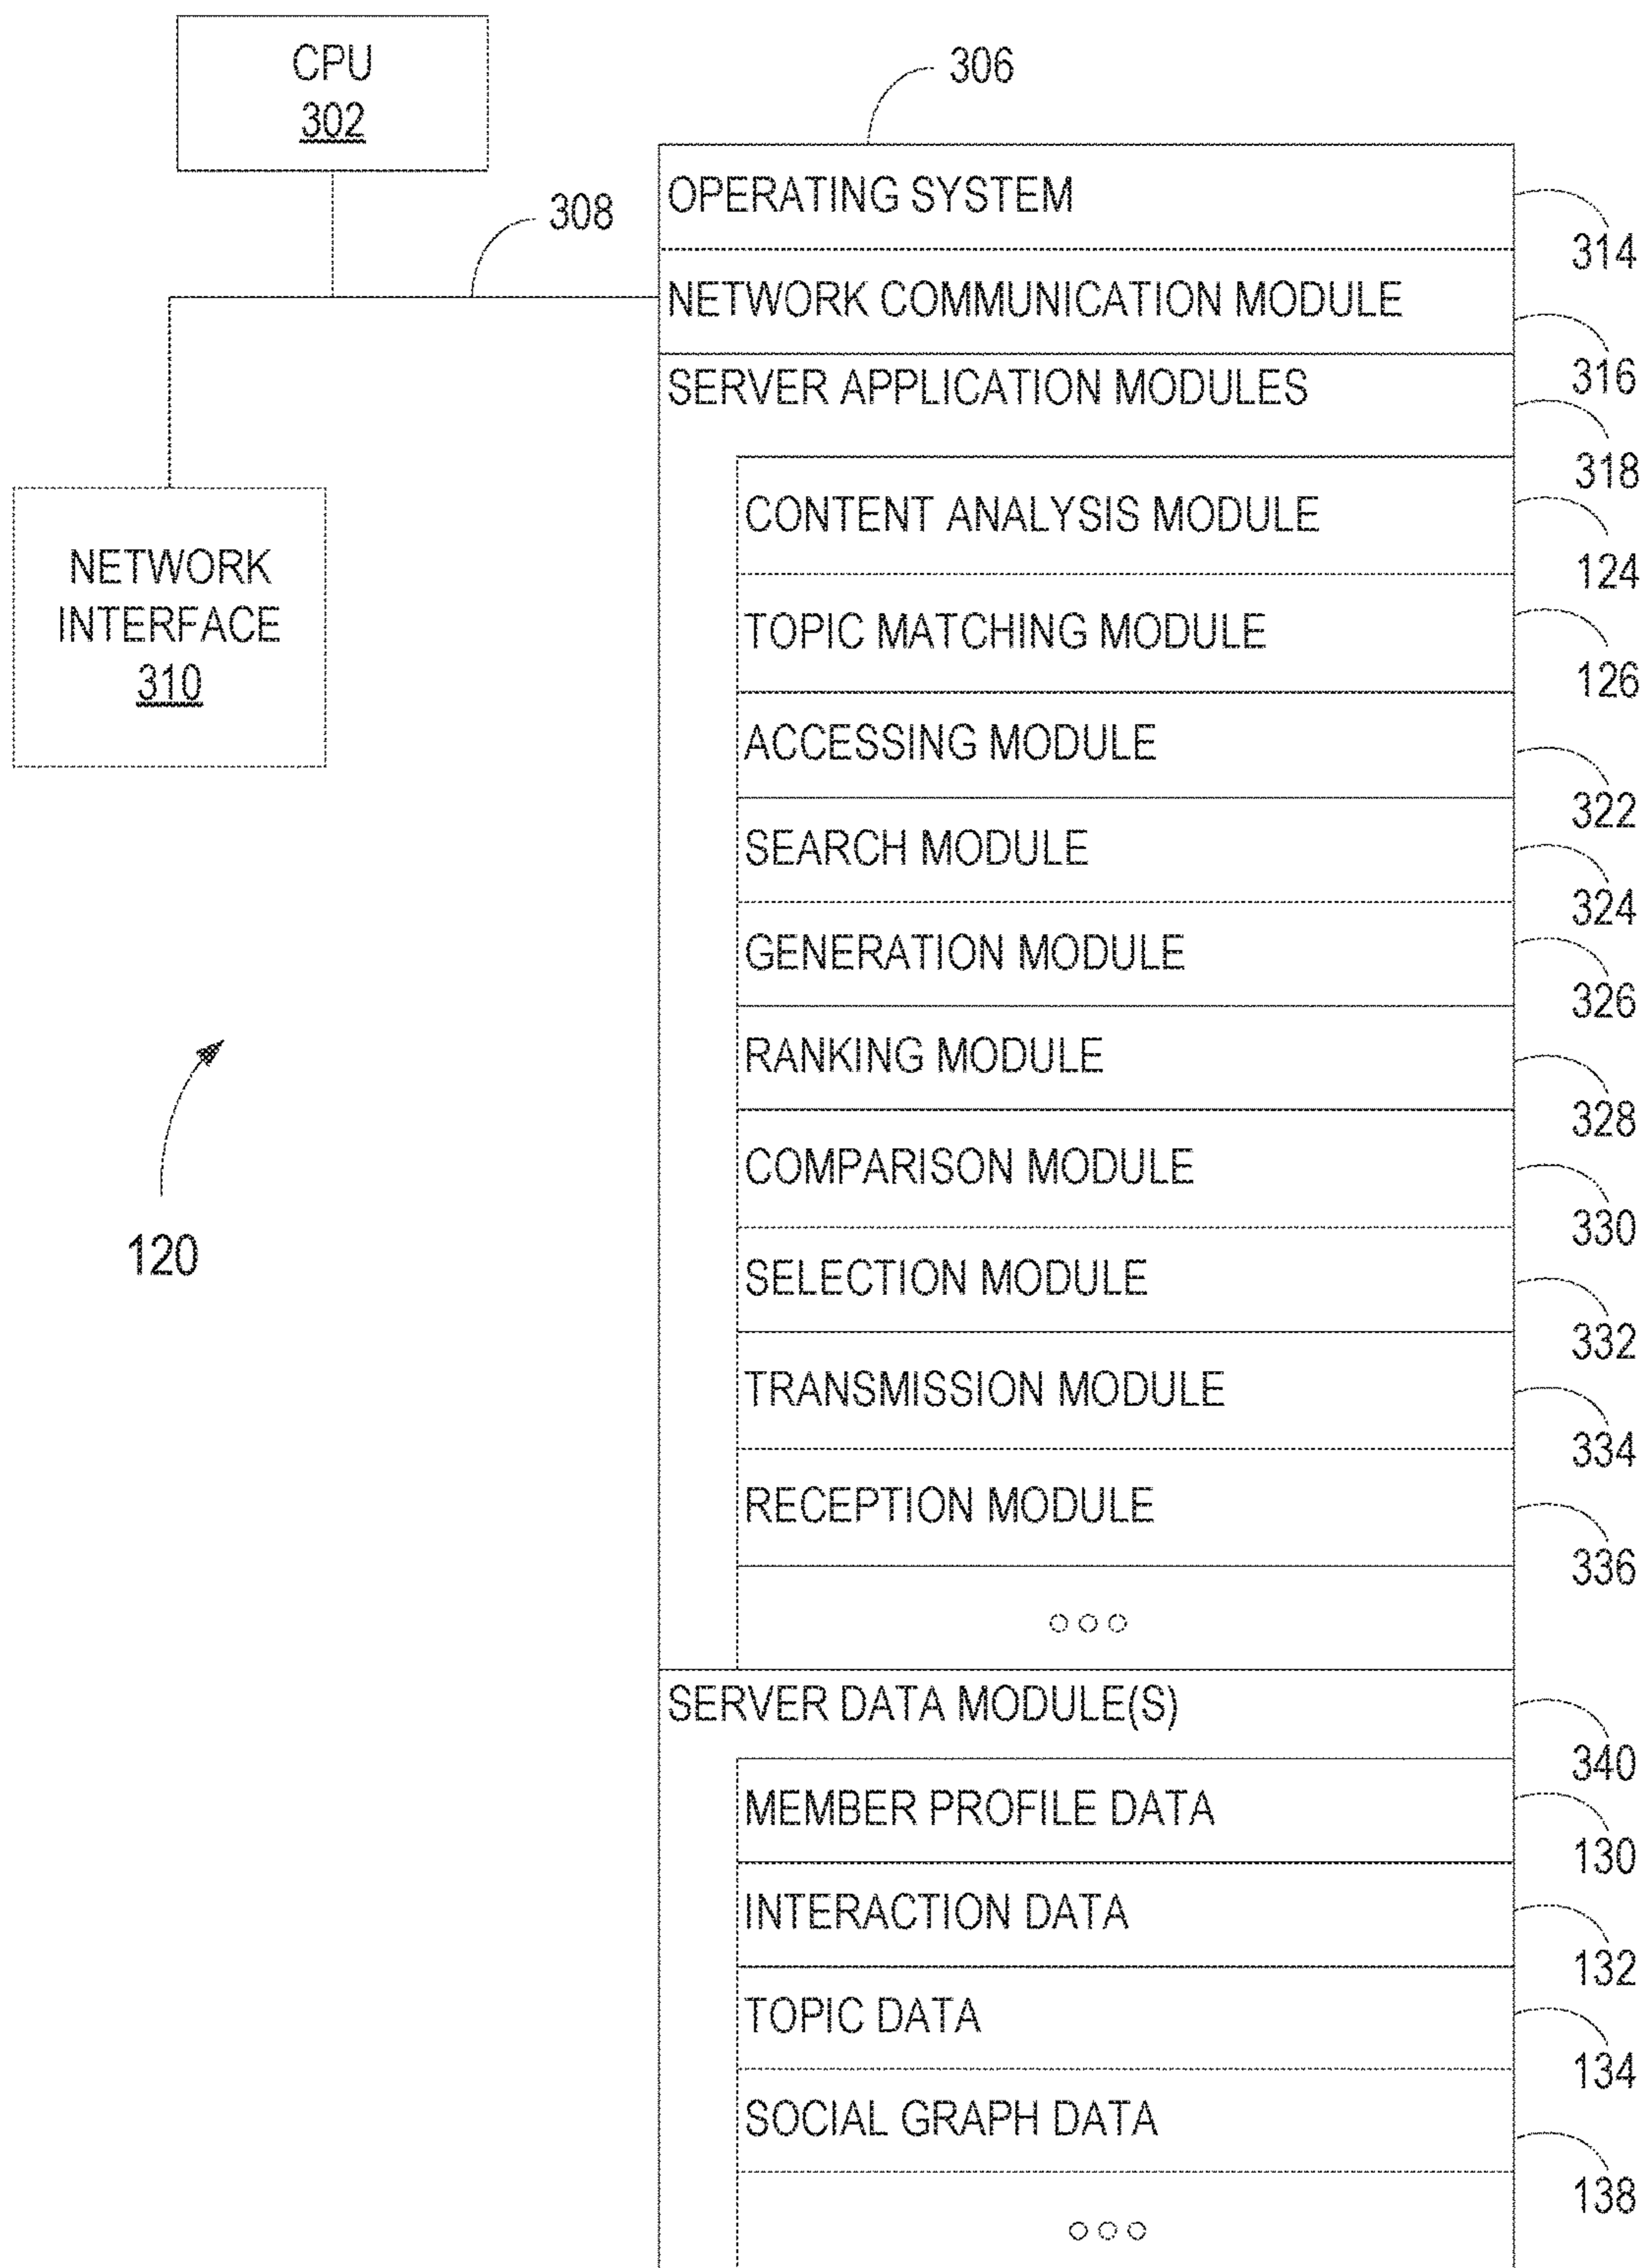 CPU
302
306
308
OPERATING SYSTEM
314
NETWORK COMMUNICATION MODULE
316
SERVER APPLICATION MODULES
318
NETWORK
INTERFACE
310
CONTENT ANALYSIS MODULE
124
TOPIC MATCHING MODULE
126
ACCESSING MODULE
322
SEARCH MODULE
324
GENERATION MODULE
326
RANKING MODULE
328
COMPARISON MODULE
330
120
SELECTION MODULE
332
TRANSMISSION MODULE
334
RECEPTION MODULE
336
SERVER DATA MODULE(S)
340
MEMBER PROFILE DATA
130
INTERACTION DATA
132
TOPIC DATA
134
SOCIAL GRAPH DATA
138